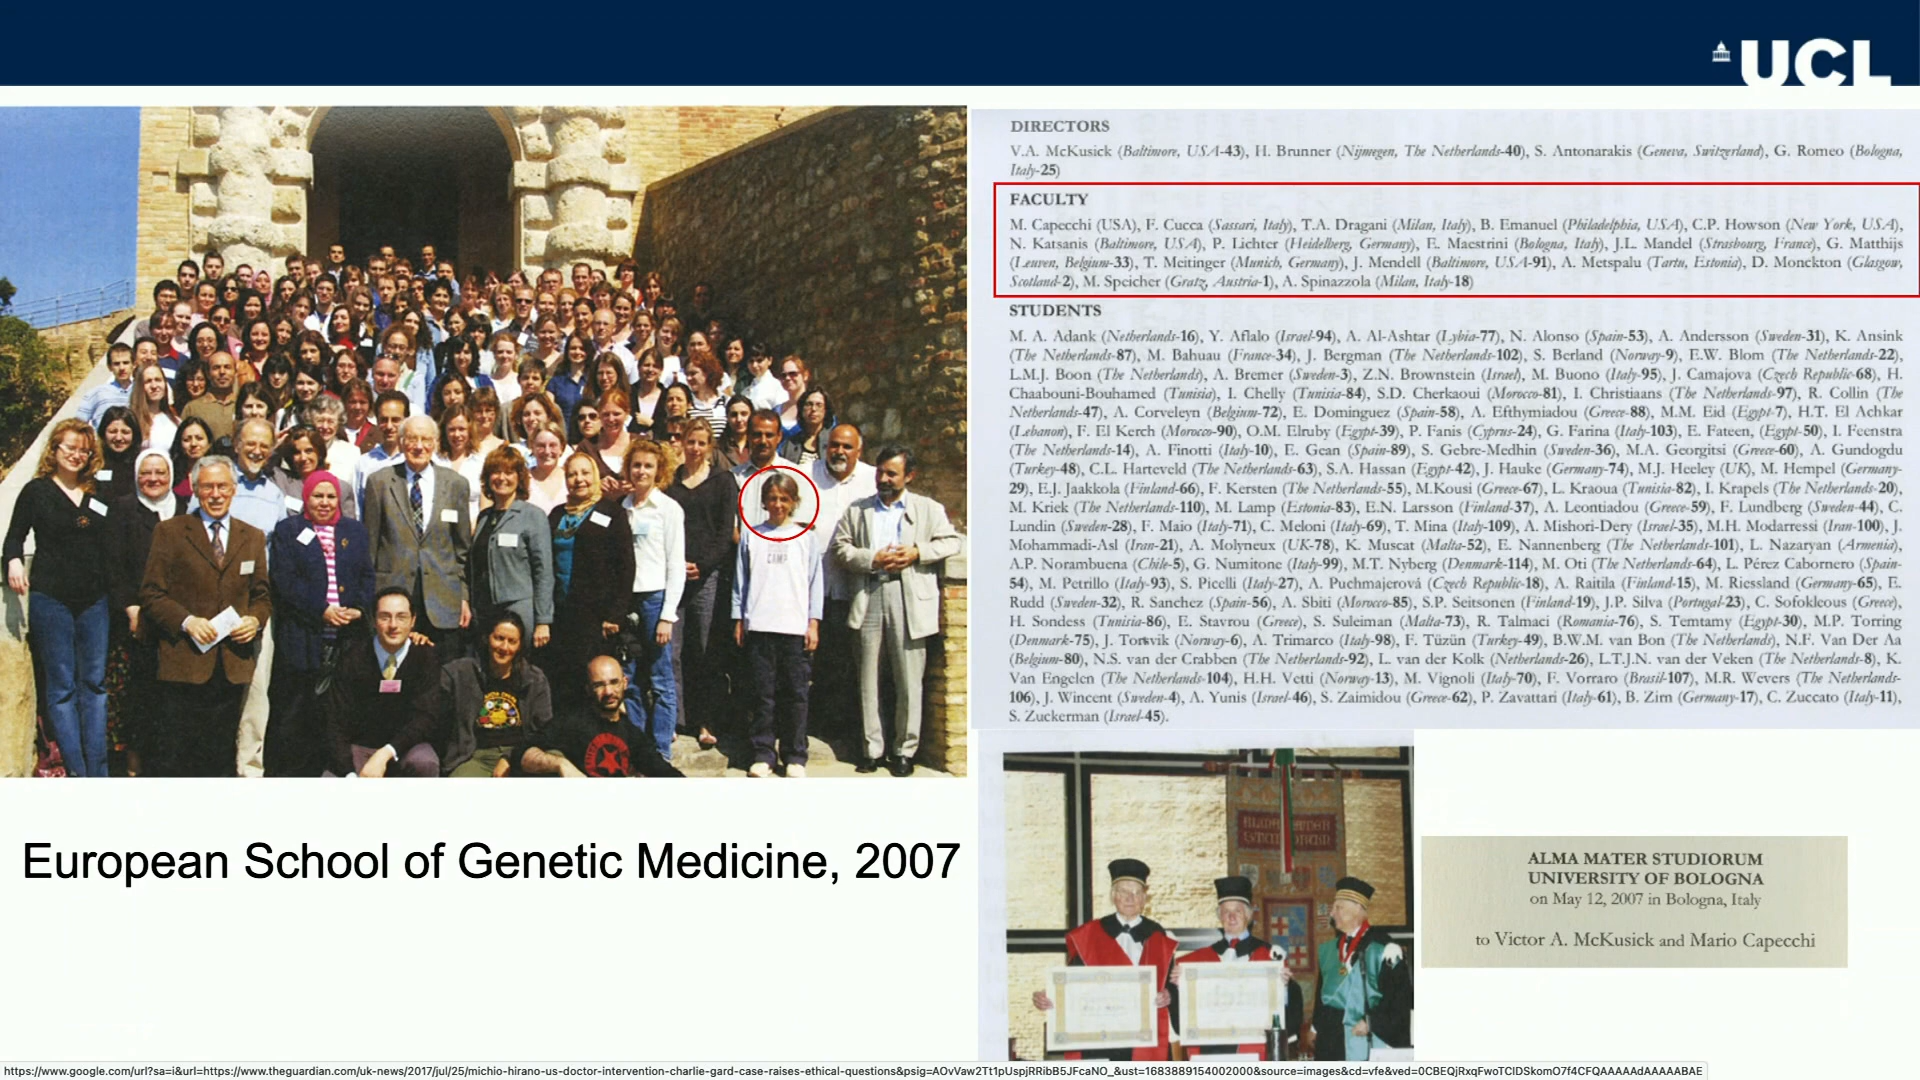 UCL
DIRECTORS
V.A. McKusick (Baltimore, USA-43), H. Brunner (Nijmegen, The Netherlands-40), S. Antonarakis (Geneva, Switzerland), G. Romeo (Bologna,
Italy-25)
FACULTY
M. Capecchi (USA), F. Cucca (Sassari, Italy), T.A. Dragani (Milan, Italy), B. Emanuel (Philadelphia, USA), C.P. Howson (New York, USA),
N. Katsanis (Baltimore, USA), P. Lichter (Heidelberg, Germany), E. Maestrini (Bologna, Italy), J.L. Mandel (Strasbourg, France), G. Matthijs
(Leuven, Belgium-33), T. Meitinger (Munich, Germany), J. Mendell (Baltimore, USA-91), A. Metspalu (Tartu, Estonia), D. Monckton (Glasgow,
Scotland-2), M. Speicher (Gratz, Austria-1), A. Spinazzola (Milan, Italy-18)
STUDENTS
M. A. Adank (Netherlands-16), Y. Aflalo (Israel-94), A. Al-Ashtar (Lybia-77), N. Alonso (Spain-53), A. Andersson (Sweden-31), K. Ansink
(The Netherlands-87), M. Bahuau (France-34), J. Bergman (The Netherlands-102), S. Berland (Norway-9), E.W. Blom (The Netherlands-22),
L.M.J. Boon (The Netherlands), A. Bremer (Sweden-3), Z.N. Brownstein (Israel), M. Buono (Italy-95), J. Camajova (Czech Republic-68), H.
Chaabouni-Bouhamed (Tunisia), I. Chelly (Tunisia-84), S.D. Cherkaoui (Morocco-81), I. Christiaans (The Netherlands-97), R. Collin (The
Netherlands-47), A. Corveleyn (Belgium-72), E. Dominguez (Spain-58), A. Efthymiadou (Greece-88), M.M. Eid (Egypt-7), H.T. El Achkar
(Lebanon), F. El Kerch (Morocco-90), O.M. Elruby (Egypt-39), P. Fanis (Cyprus-24), G. Farina (Italy-103), E. Fateen, (Egypt-50), I. Feenstra
(The Netherlands-14), A. Finotti (Italy-10), E. Gean (Spain-89), S. Gebre-Medhin (Sweden-36), M.A. Georgitsi (Greece-60), A. Gundogdu
(Turkey-48), C.L. Harteveld (The Netherlands-63), S.A. Hassan (Egypt-42), J. Hauke (Germany-74), M.J. Heeley (UK), M. Hempel (Germany-
29), E.J. Jaakkola (Finland-66), F. Kersten (The Netherlands-55), M.Kousi (Greece-67), L. Kraoua (Tunisia-82), I. Krapels (The Netherlands-20),
M. Kriek (The Netherlands-110), M. Lamp (Estonia-83), E.N. Larsson (Finland-37), A. Leontiadou (Greece-59), F. Lundberg (Sweden-44), C.
Lundin (Sweden-28), F. Maio (Italy-71), C. Meloni (Italy-69), T. Mina (Italy-109), A. Mishori-Dery (Israel-35), M.H. Modarressi (Iran-100), J.
Mohammadi-Asl (Iran-21), A. Molyneux (UK-78), K. Muscat (Malta-52), E. Nannenberg (The Netherlands-101), L. Nazaryan (Armenia),
A.P. Norambuena (Chile-5), G. Numitone (Italy-99), M.T. Nyberg (Denmark-114), M. Oti (The Netherlands-64), L. Pérez Cabornero (Spain-
54), M. Petrillo (Italy-93), S. Picelli (Italy-27), A. Puchmajerová (Czech Republic-18), A. Raitila (Finland-15), M. Riessland (Germany-65), E.
Rudd (Sweden-32), R. Sanchez (Spain-56), A. Sbiti (Morocco-85), S.P. Seitsonen (Finland-19), J.P. Silva (Portugal-23), C. Sofokleous (Greece),
H. Sondess (Tunisia-86), E. Stavrou (Greece), S. Suleiman (Malta-73), R. Talmaci (Romania-76), S. Temtamy (Egypt-30), M.P. Torring
(Denmark-75), J. Torsvik (Norway-6), A. Trimarco (Italy-98), F. Tüzün (Turkey-49), B.W.M. van Bon (The Netherlands), N.F. Van Der Aa
(Belgium-80), N.S. van der Crabben (The Netherlands-92), L. van der Kolk (Netherlands-26), L.T.J.N. van der Veken (The Netherlands-8), K.
Van Engelen (The Netherlands-104), H.H. Vetti (Norway-13), M. Vignoli (Italy-70), F. Vorraro (Brasil-107), M.R. Wevers (The Netherlands-
106), J. Wincent (Sweden-4), A. Yunis (Israel-46), S. Zaimidou (Greece-62), P. Zavattari (Italy-61), B. Zirn (Germany-17), C. Zuccato (Italy-11),
S. Zuckerman (Israel-45).
CAMP
European School of Genetic Medicine, 2007
ALMA MATER
ALMA MATER STUDIORUM
UNIVERSITY OF BOLOGNA
on May 12, 2007 in Bologna, Italy
to Victor A. McKusick and Mario Capecchi
https://www.google.com/url?sa=i&url=https://www.theguardian.com/uk-news/2017/jul/25/michio-hirano-us-doctor-intervention-charlie-gard-case-raises-ethical-questions&psig=AOvVaw2Tt1pUspjRRibB5JFcaNO_&ust=1683889154002000&source=images&cd=vfe&ved=0CBEQjRxqFwoTCIDSkomO7f4CFQAAAAAdAAAAABAE